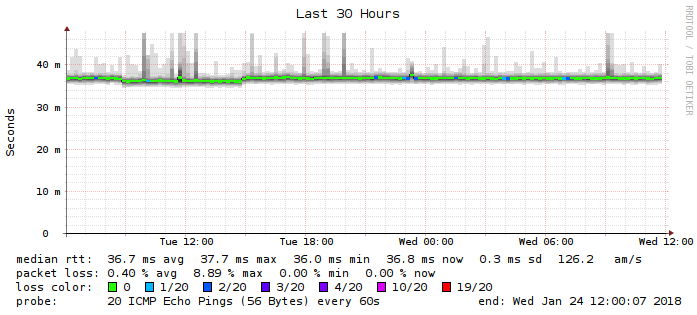 Last 30 Hours
RRDTOOL / TOBI OETIKER
Seconds
40 m
30 m
20 m
10 m
0
Tue 12:00 Tue 18:00 Wed 00:00 Wed 06:00 Wed 12:00
median rtt: 36.7 ms avg 37.7 ms max 36.0 ms min 36.8 ms now 0.3 ms sd 126.2 am/s
packet loss: 0.40 % avg 8.89 % max 0.00 % min 0.00 % now
loss color: 0 1/20 2/20 3/20 4/20 10/20 19/20
probe: 20 ICMP Echo Pings (56 Bytes) every 60s end: Wed Jan 24 12:00:07 2018